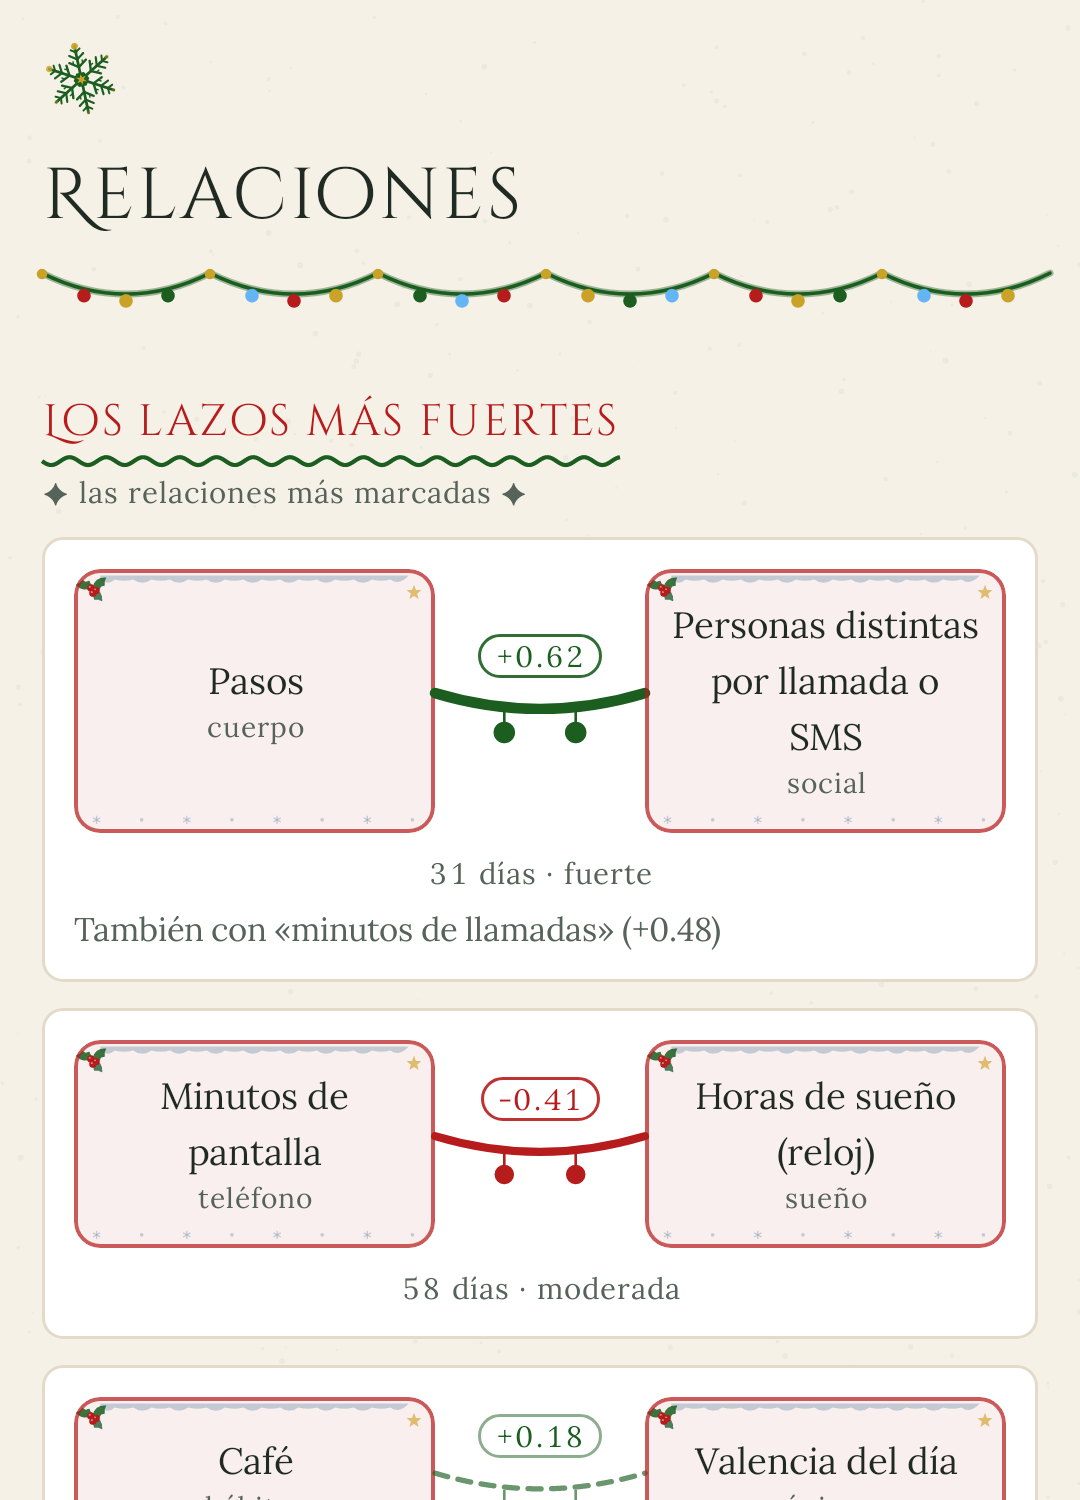 RELACIONES
LOS LAZOS MÁS FUERTES
✦ las relaciones más marcadas ✦
Pasos
cuerpo
+0.62
Personas distintas
por llamada o
SMS
social
31 días · fuerte
También con «minutos de llamadas» (+0.48)
Minutos de
pantalla
teléfono
-0.41
Horas de sueño
(reloj)
sueño
58 días · moderada
Café
+0.18
Valencia del día